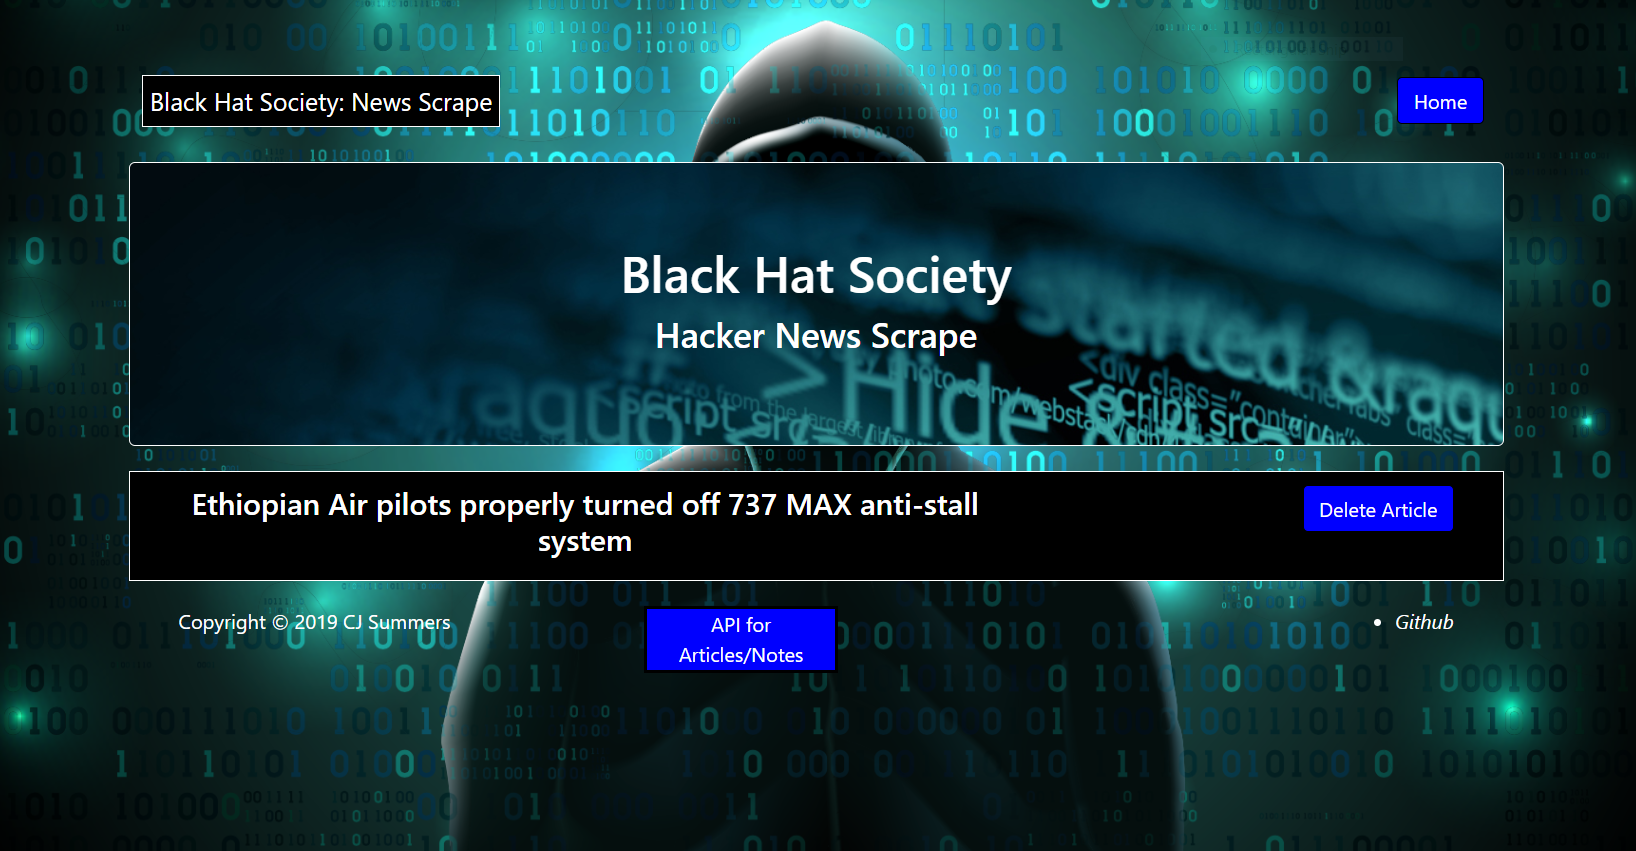 Black Hat Society: News Scrape
Home
Black Hat Society
Hacker News Scrape
Ethiopian Air pilots properly turned off 737 MAX anti-stall
system
Delete Article
Copyright © 2019 CJ Summers
API for
Articles/Notes
Github